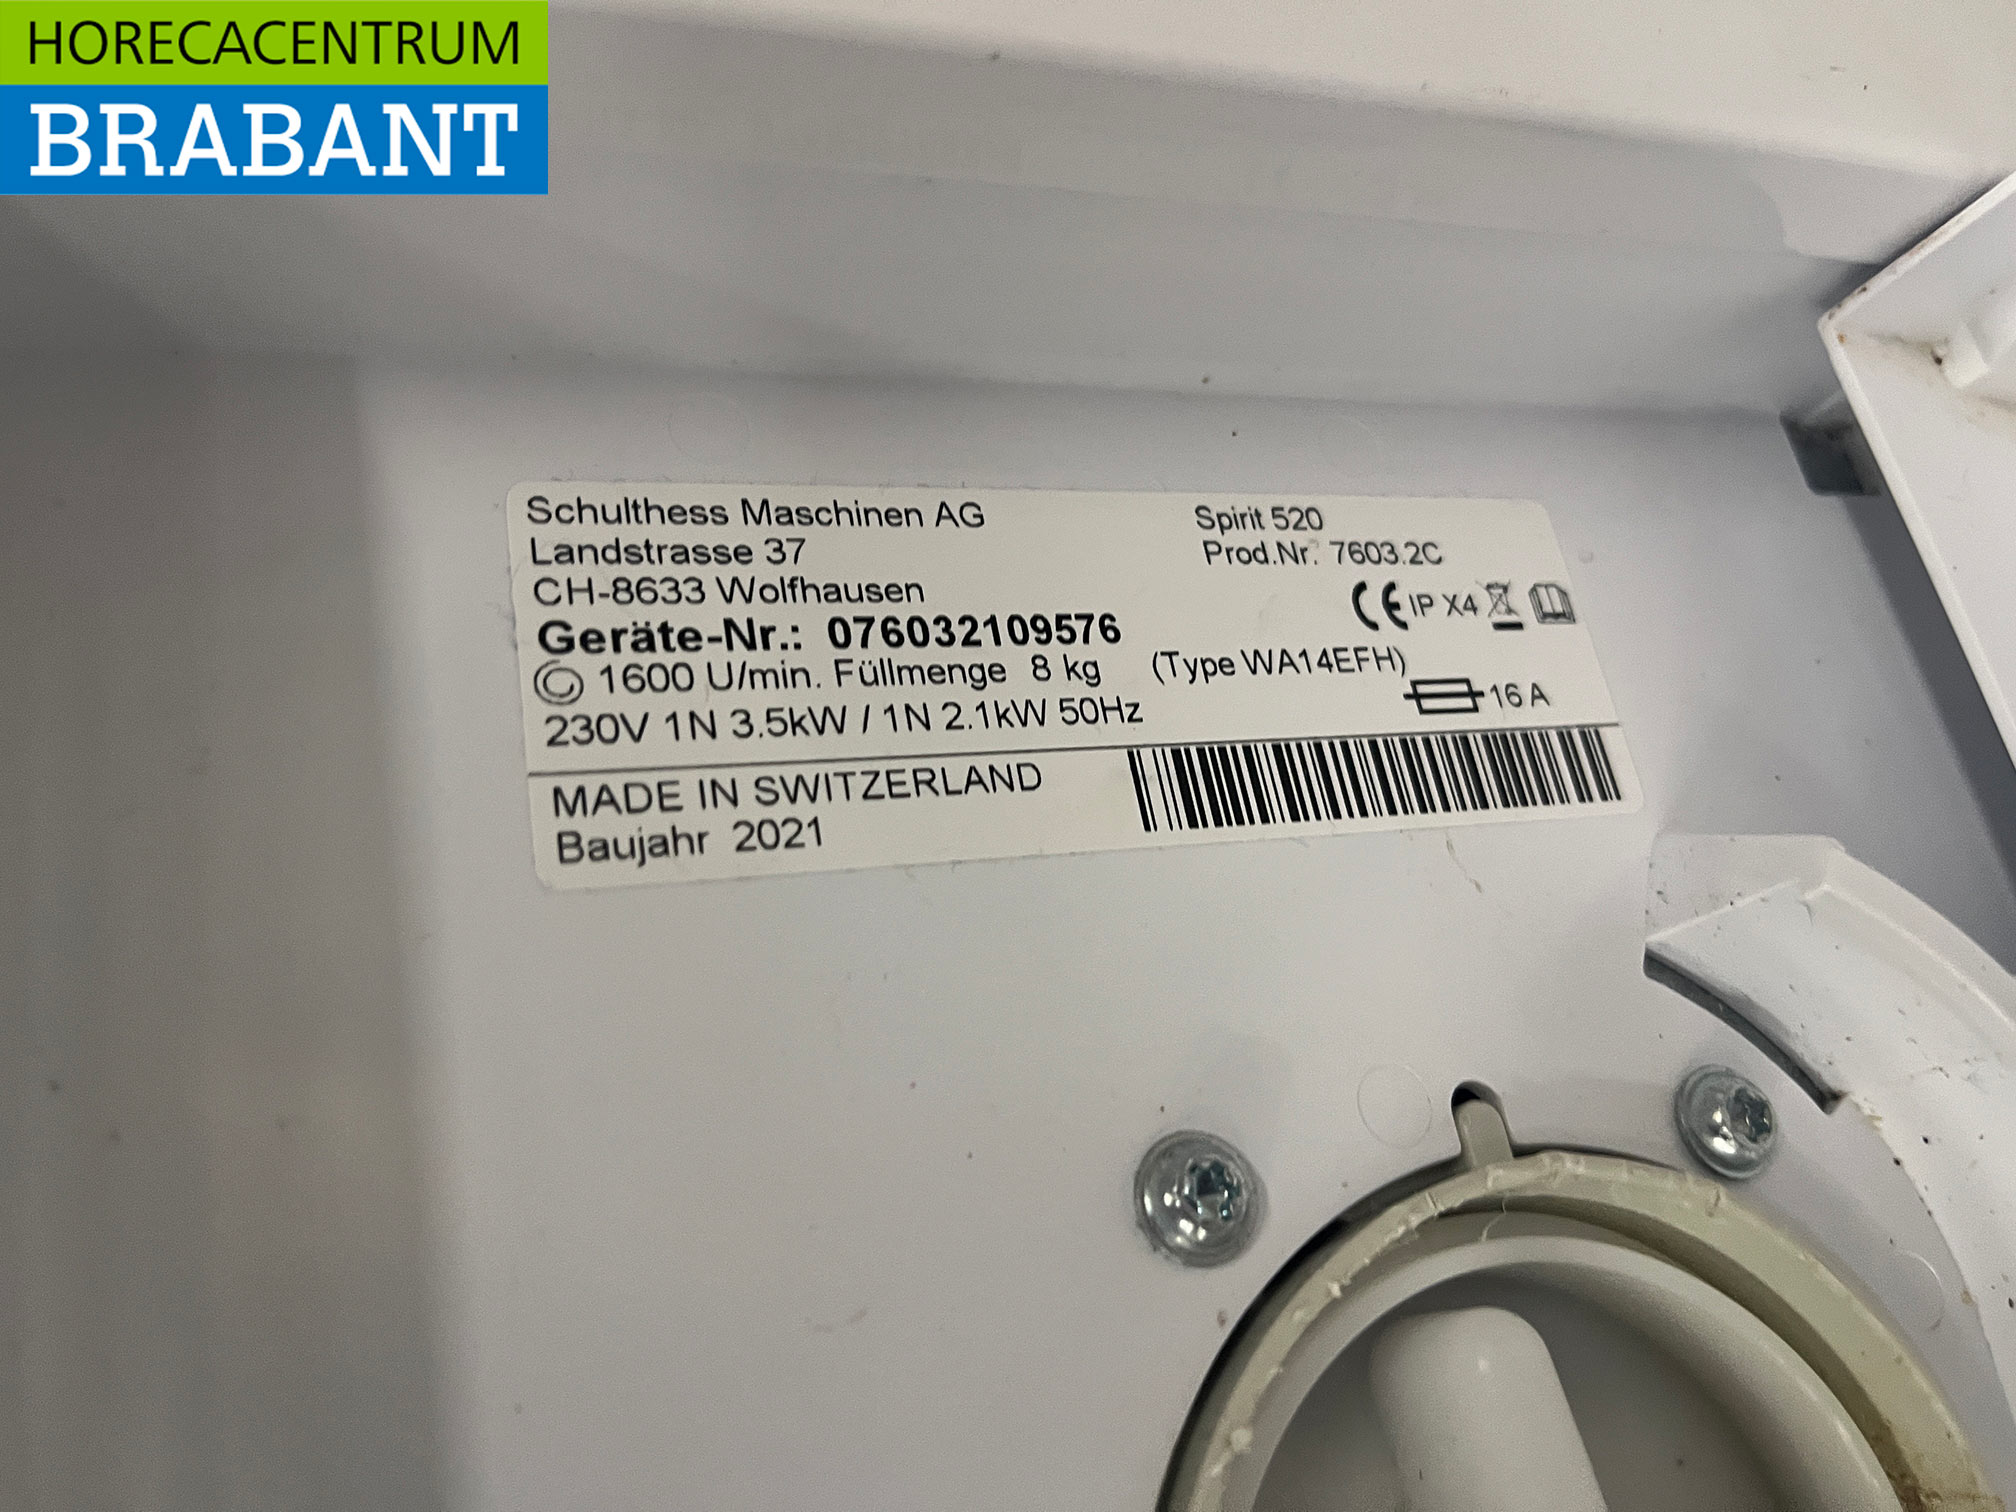 HORECACENTRUM
BRABANT
Schulthess Maschinen AG
Landstrasse 37
CH-8633 Wolfhausen
Geräte-Nr.: 076032109576
1600 U/min. Füllmenge 8 kg (Type WA14EFH)
230V 1N 3.5kW / 1N 2.1kW 50Hz
Spirit 520
Prod.Nr. 7603.2C
CE IP X4
16 A
MADE IN SWITZERLAND
Baujahr 2021